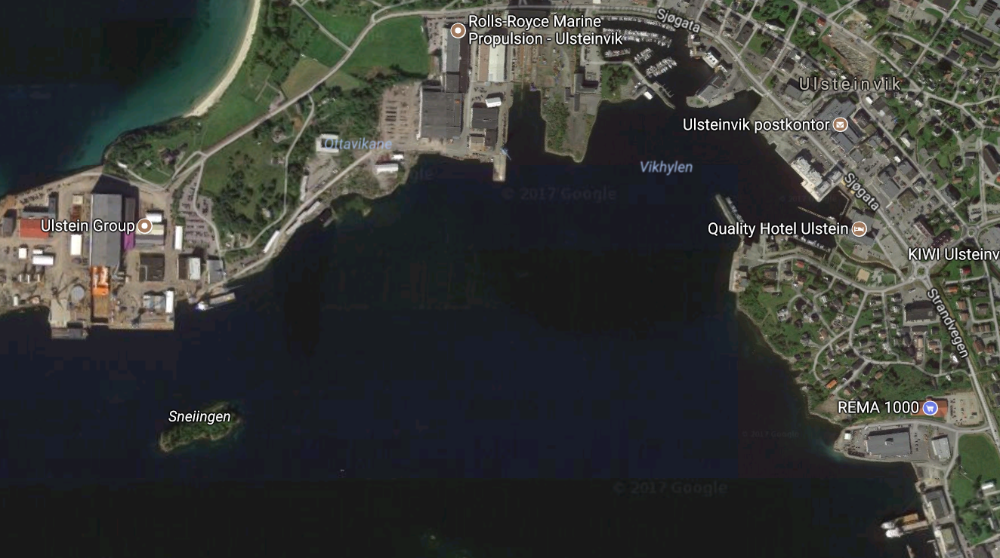 Sjøgata
Rolls-Royce Marine
Propulsion - Ulsteinvik
Ulsteinvik
Ulsteinvik postkontor
Ottavikane
Vikhylen
© 2017 Google
Sjøgata
Ulstein Group
Quality Hotel Ulstein
KIWI Ulsteinv
Strandvegen
REMA 1000
Sneiingen
© 2017 Google
© 2017 Google